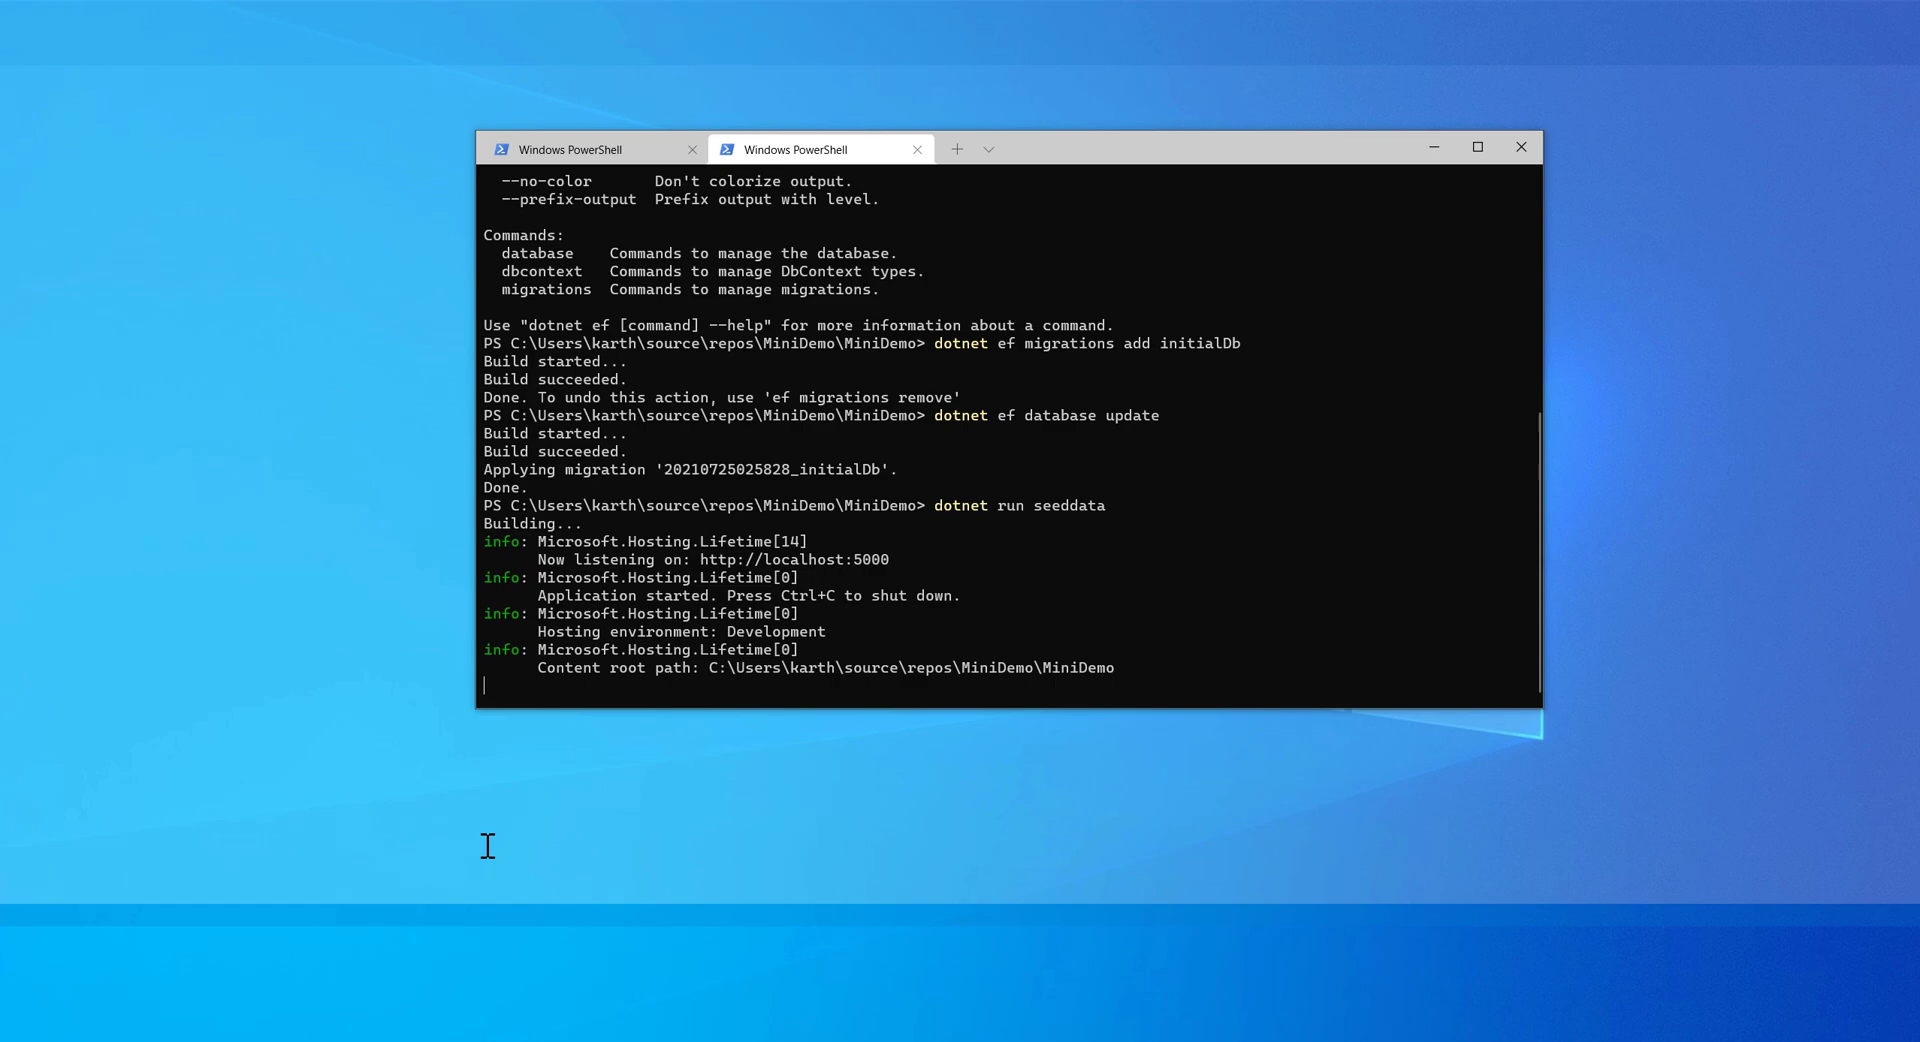 Windows PowerShell
Windows PowerShell
--no-color       Don't colorize output.
--prefix-output  Prefix output with level.
Commands:
database    Commands to manage the database.
dbcontext   Commands to manage DbContext types.
migrations  Commands to manage migrations.
Use "dotnet ef [command] --help" for more information about a command.
PS C:\Users\karth\source\repos\MiniDemo\MiniDemo> dotnet ef migrations add initialDb
Build started...
Build succeeded.
Done. To undo this action, use 'ef migrations remove'
PS C:\Users\karth\source\repos\MiniDemo\MiniDemo> dotnet ef database update
Build started...
Build succeeded.
Applying migration '20210725025828_initialDb'.
Done.
PS C:\Users\karth\source\repos\MiniDemo\MiniDemo> dotnet run seeddata
Building...
info: Microsoft.Hosting.Lifetime[14]
Now listening on: http://localhost:5000
info: Microsoft.Hosting.Lifetime[0]
Application started. Press Ctrl+C to shut down.
info: Microsoft.Hosting.Lifetime[0]
Hosting environment: Development
info: Microsoft.Hosting.Lifetime[0]
Content root path: C:\Users\karth\source\repos\MiniDemo\MiniDemo